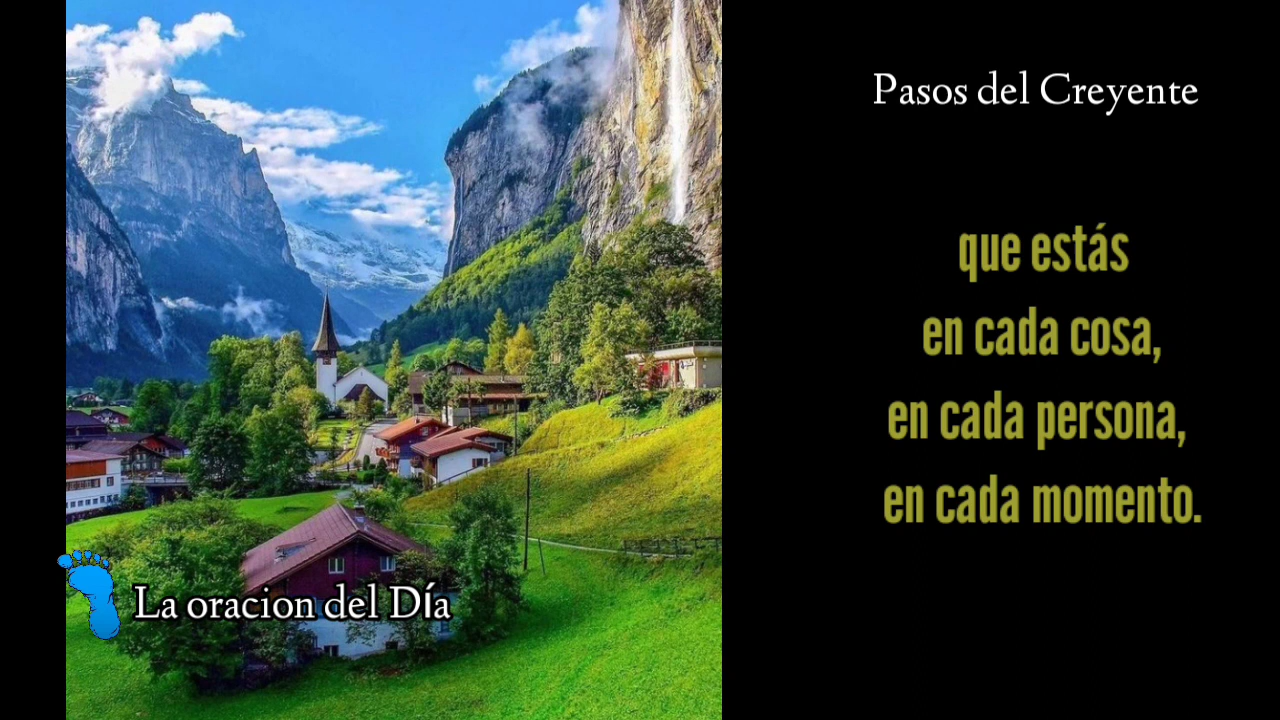 Pasos del Creyente
que estás
en cada cosa,
en cada persona,
en cada momento.
La oracion del Día